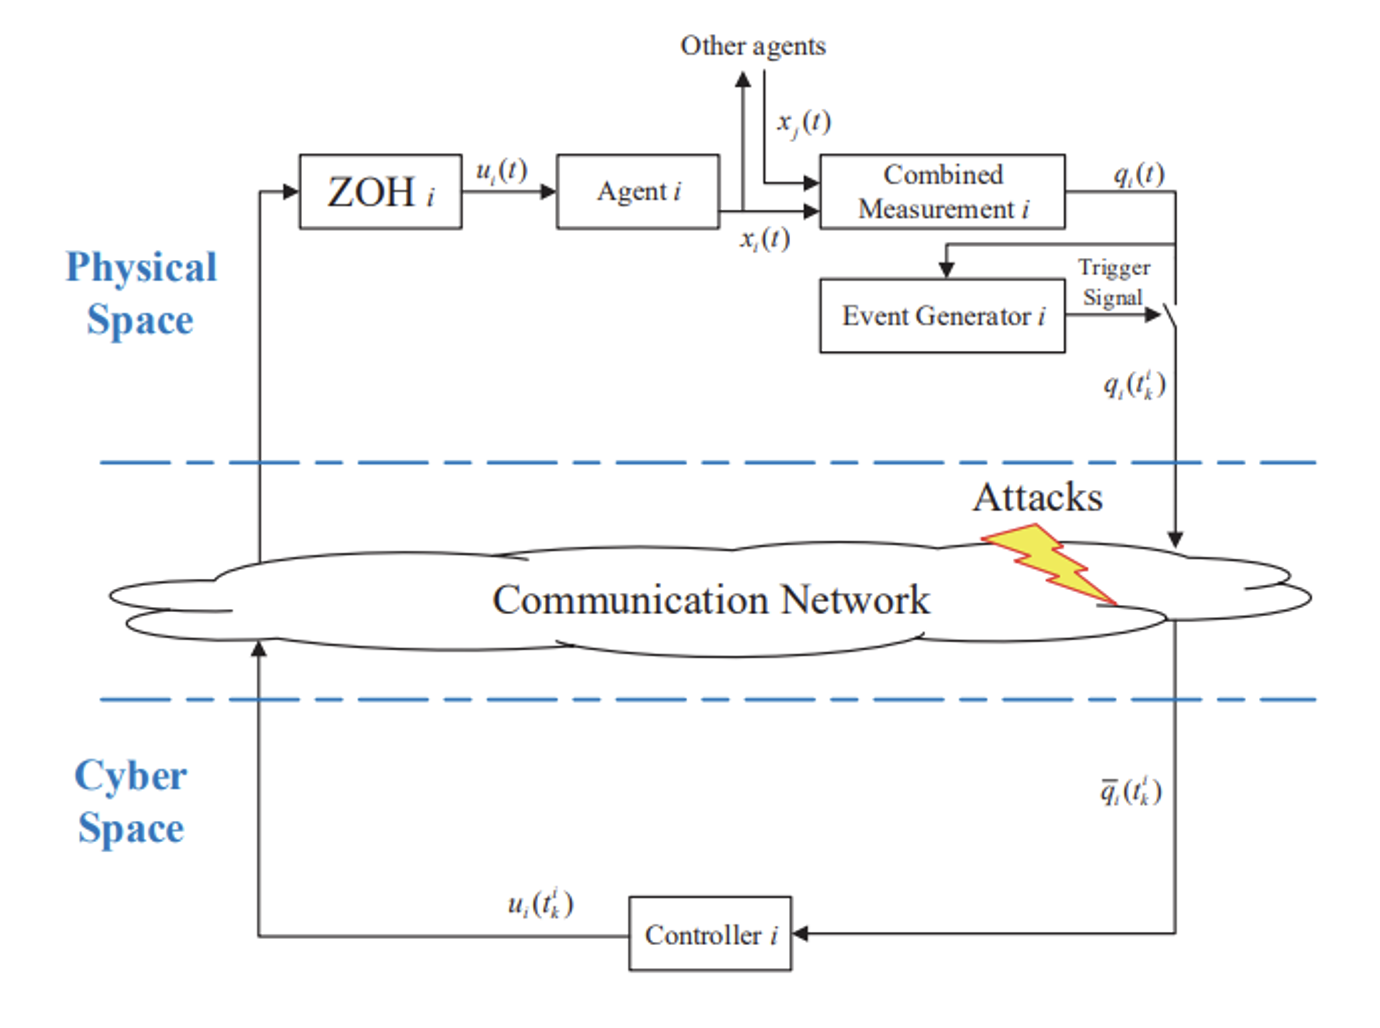 Other agents
x_j(t)
ZOH i
u_i(t)
Agent i
Combined
Measurement i
q_i(t)
x_i(t)
Physical
Space
Trigger
Signal
Event Generator i
q_i(t_k^i)
Attacks
Communication Network
Cyber
Space
q̅_i(t_k^i)
u_i(t_k^i)
Controller i